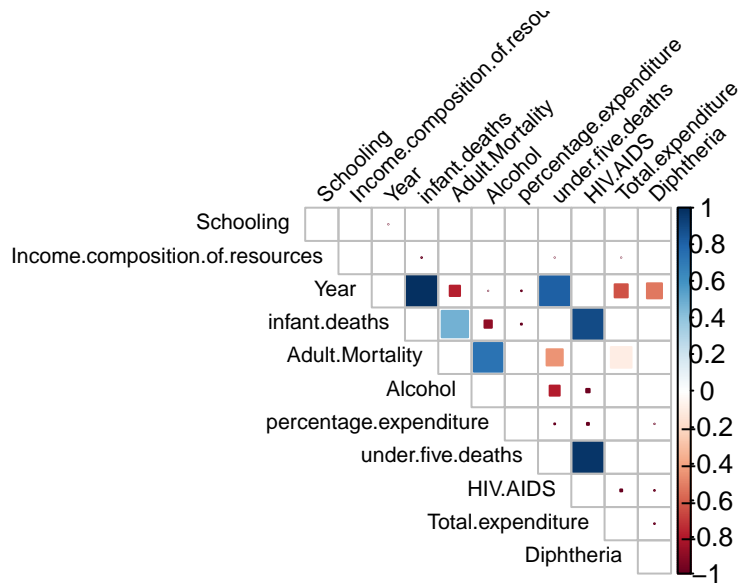 Schooling
Income.composition.of.resou
Year
infant.deaths
Adult.Mortality
Alcohol
percentage.expenditure
under.five.deaths
HIV.AIDS
Total.expenditure
Diphtheria
Schooling
Income.composition.of.resources
Year
infant.deaths
Adult.Mortality
Alcohol
percentage.expenditure
under.five.deaths
HIV.AIDS
Total.expenditure
Diphtheria
1
0.8
0.6
0.4
0.2
0
−0.2
−0.4
−0.6
−0.8
−1